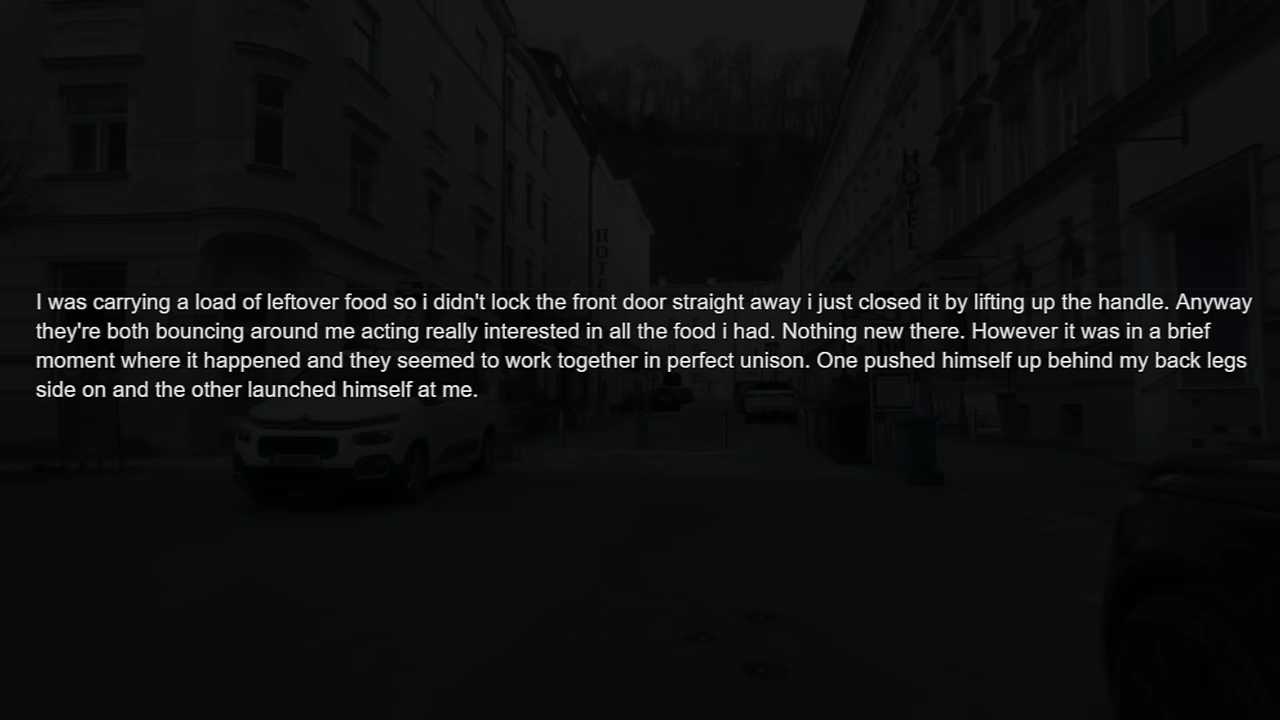 HOTEL
HOTE
I was carrying a load of leftover food so i didn't lock the front door straight away i just closed it by lifting up the handle. Anyway
they're both bouncing around me acting really interested in all the food i had. Nothing new there. However it was in a brief
moment where it happened and they seemed to work together in perfect unison. One pushed himself up behind my back legs
side on and the other launched himself at me.